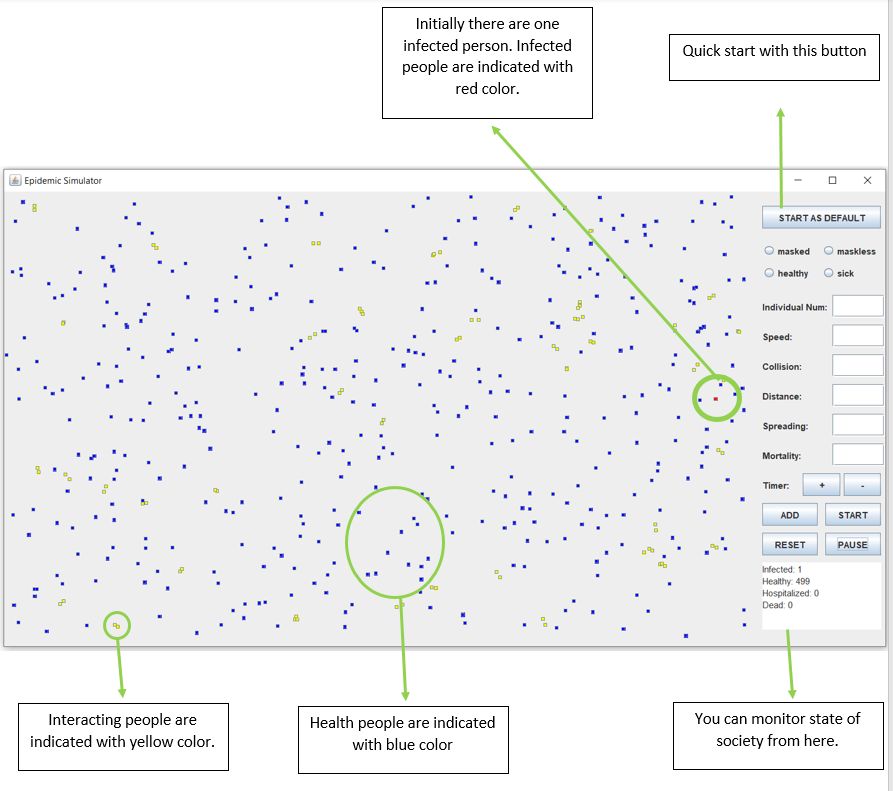 Initially there are one
infected person. Infected
people are indicated with
red color.
Quick start with this button
Epidemic Simulator
START AS DEFAULT
masked maskless
healthy sick
Individual Num:
Speed:
Collision:
Distance:
Spreading:
Mortality:
Timer: + -
ADD START
RESET PAUSE
Infected: 1
Healthy: 499
Hospitalized: 0
Dead: 0
Interacting people are
indicated with yellow color.
Health people are indicated
with blue color
You can monitor state of
society from here.